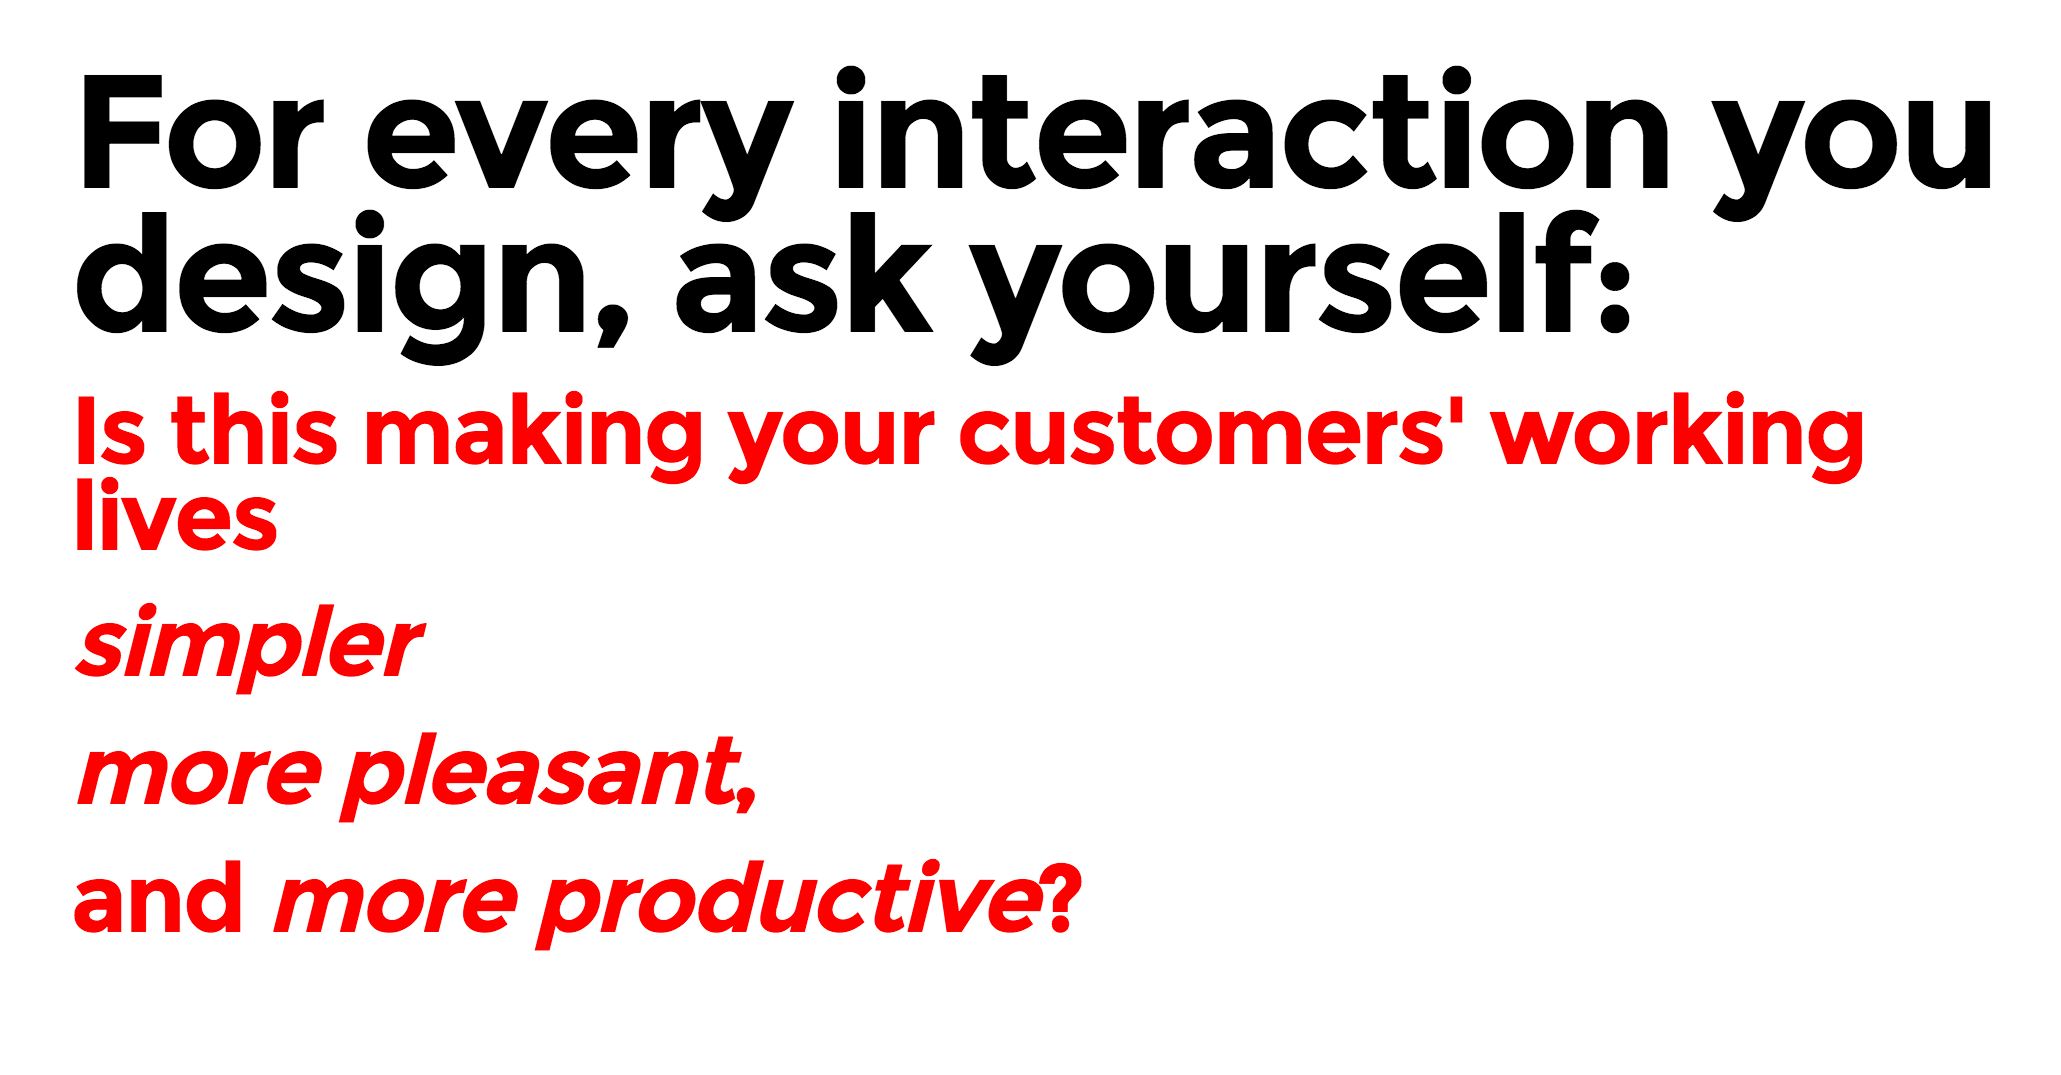 For every interaction you
design, ask yourself:
Is this making your customers' working
lives
simpler
more pleasant,
and more productive?